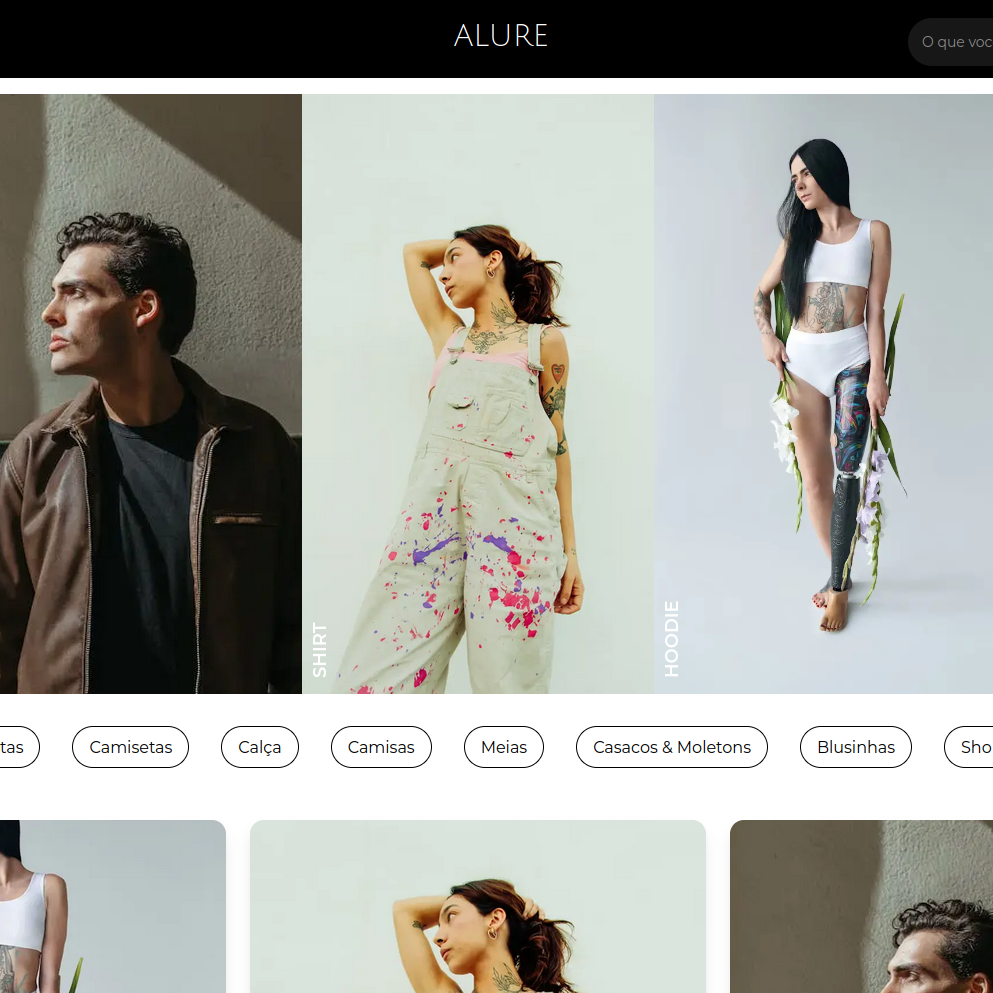 ALURE
O que voc
SHIRT
HOODIE
tas
Camisetas
Calça
Camisas
Meias
Casacos & Moletons
Blusinhas
Sho